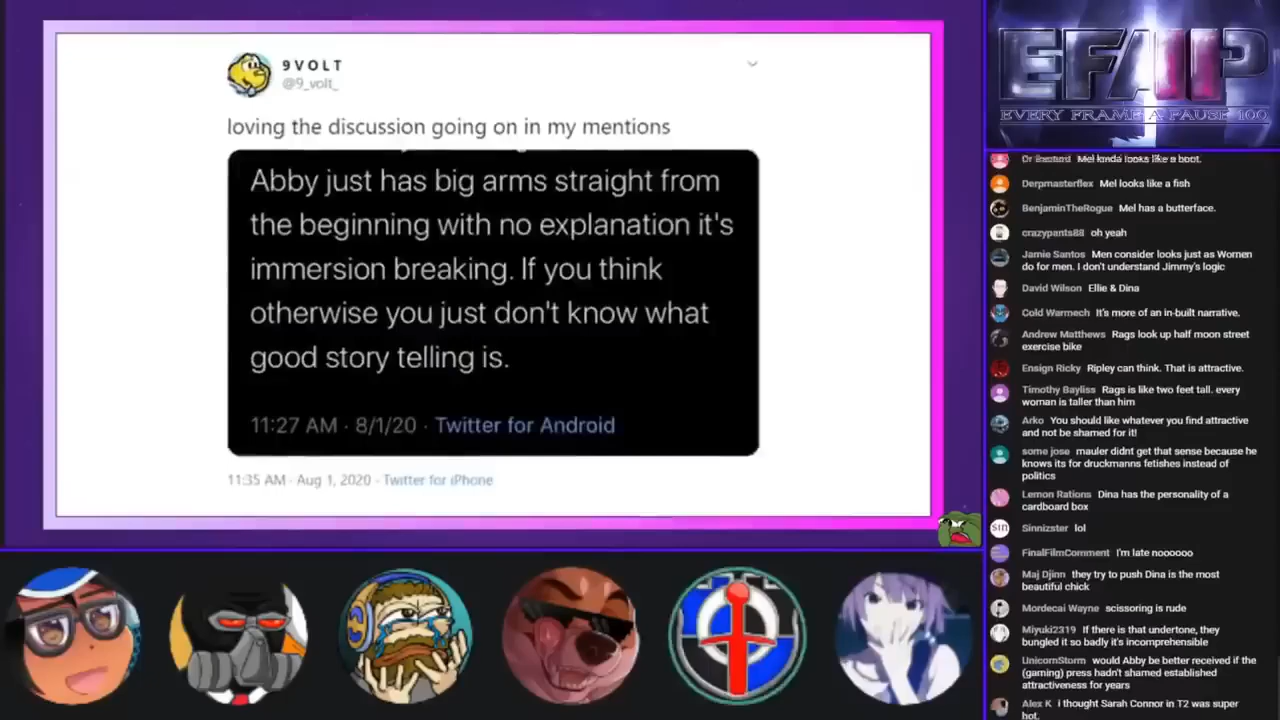 9VOLT
@9_volt_
loving the discussion going on in my mentions
Abby just has big arms straight from
the beginning with no explanation it's
immersion breaking. If you think
otherwise you just don't know what
good story telling is.
11:27 AM · 8/1/20 · Twitter for Android
11:35 AM · Aug 1, 2020 · Twitter for iPhone
EFAP
EVERY FRAME A PAUSE 100
Mel kinda looks like a boot.
Derpmasterflex Mel looks like a fish
BenjaminTheRogue Mel has a butterface.
crazypants88 oh yeah
Jamie Santos Men consider looks just as Women
do for men. I don't understand Jimmy's logic
David Wilson Ellie & Dina
Cold Warmech It's more of an in-built narrative.
Andrew Matthews Rags look up half moon street
exercise bike
Ensign Ricky Ripley can think. That is attractive.
Timothy Bayliss Rags is like two feet tall. every
woman is taller than him
Arko You should like whatever you find attractive
and not be shamed for it!
some jose mauler didnt get that sense because he
knows its for druckmanns fetishes instead of
politics
Lemon Rations Dina has the personality of a
cardboard box
SIN
Sinnizster lol
FinalFilmComment I'm late noooooo
Maj Djinn they try to push Dina is the most
beautiful chick
Mordecai Wayne scissoring is rude
Miyuki2319 If there is that undertone, they
bungled it so badly it's incomprehensible
UnicornStorm would Abby be better received if the
(gaming) press hadn't shamed established
attractiveness for years
Alex K i thought Sarah Connor in T2 was super
hot.